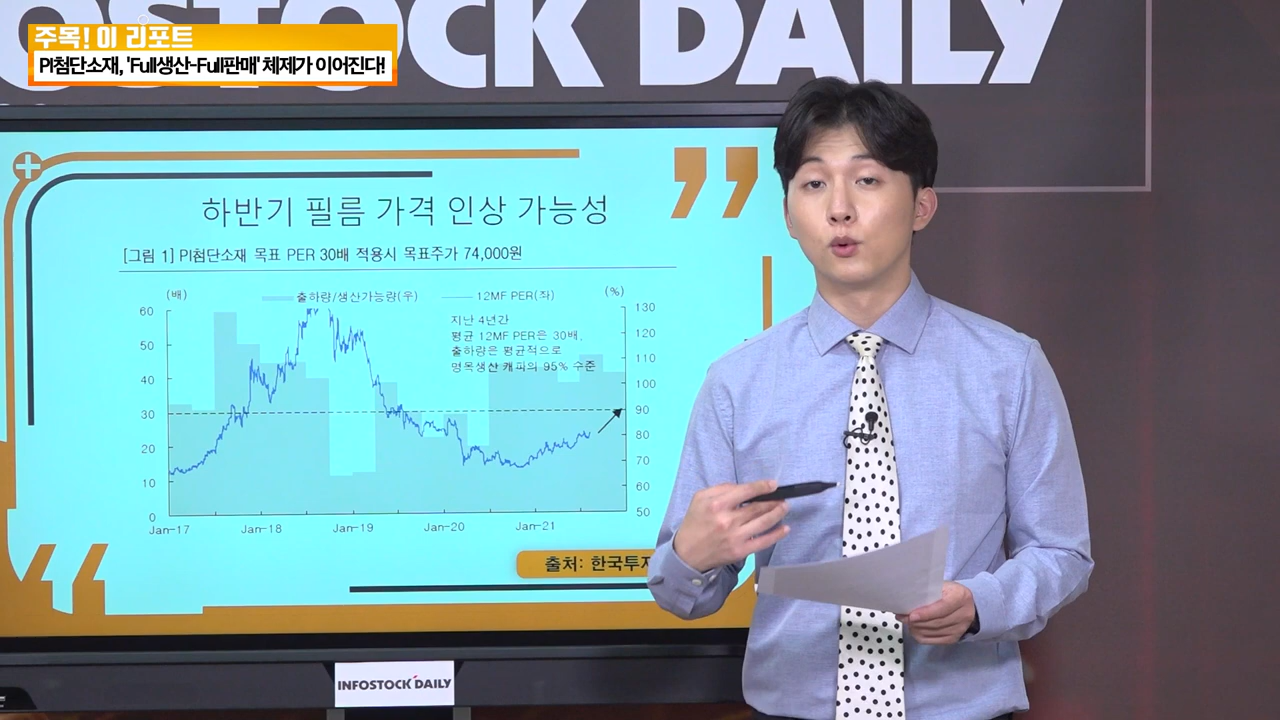 OSTOCK DAILY
주목! 이 리포트
PI첨단소재, 'Full생산-Full판매' 체제가 이어진다!
하반기 필름 가격 인상 가능성
[그림 1] PI첨단소재 목표 PER 30배 적용시 목표주가 74,000원
(배) 출하량/생산가능량(우) 12MF PER(좌) (%)
지난 4년간
평균 12MF PER은 30배,
출하량은 평균적으로
명목생산 캐파의 95% 수준
60 130
120
50 110
40 100
30 90
20 80
70
10 60
0 50
Jan-17 Jan-18 Jan-19 Jan-20 Jan-21
출처: 한국투자
INFOSTOCK DAILY